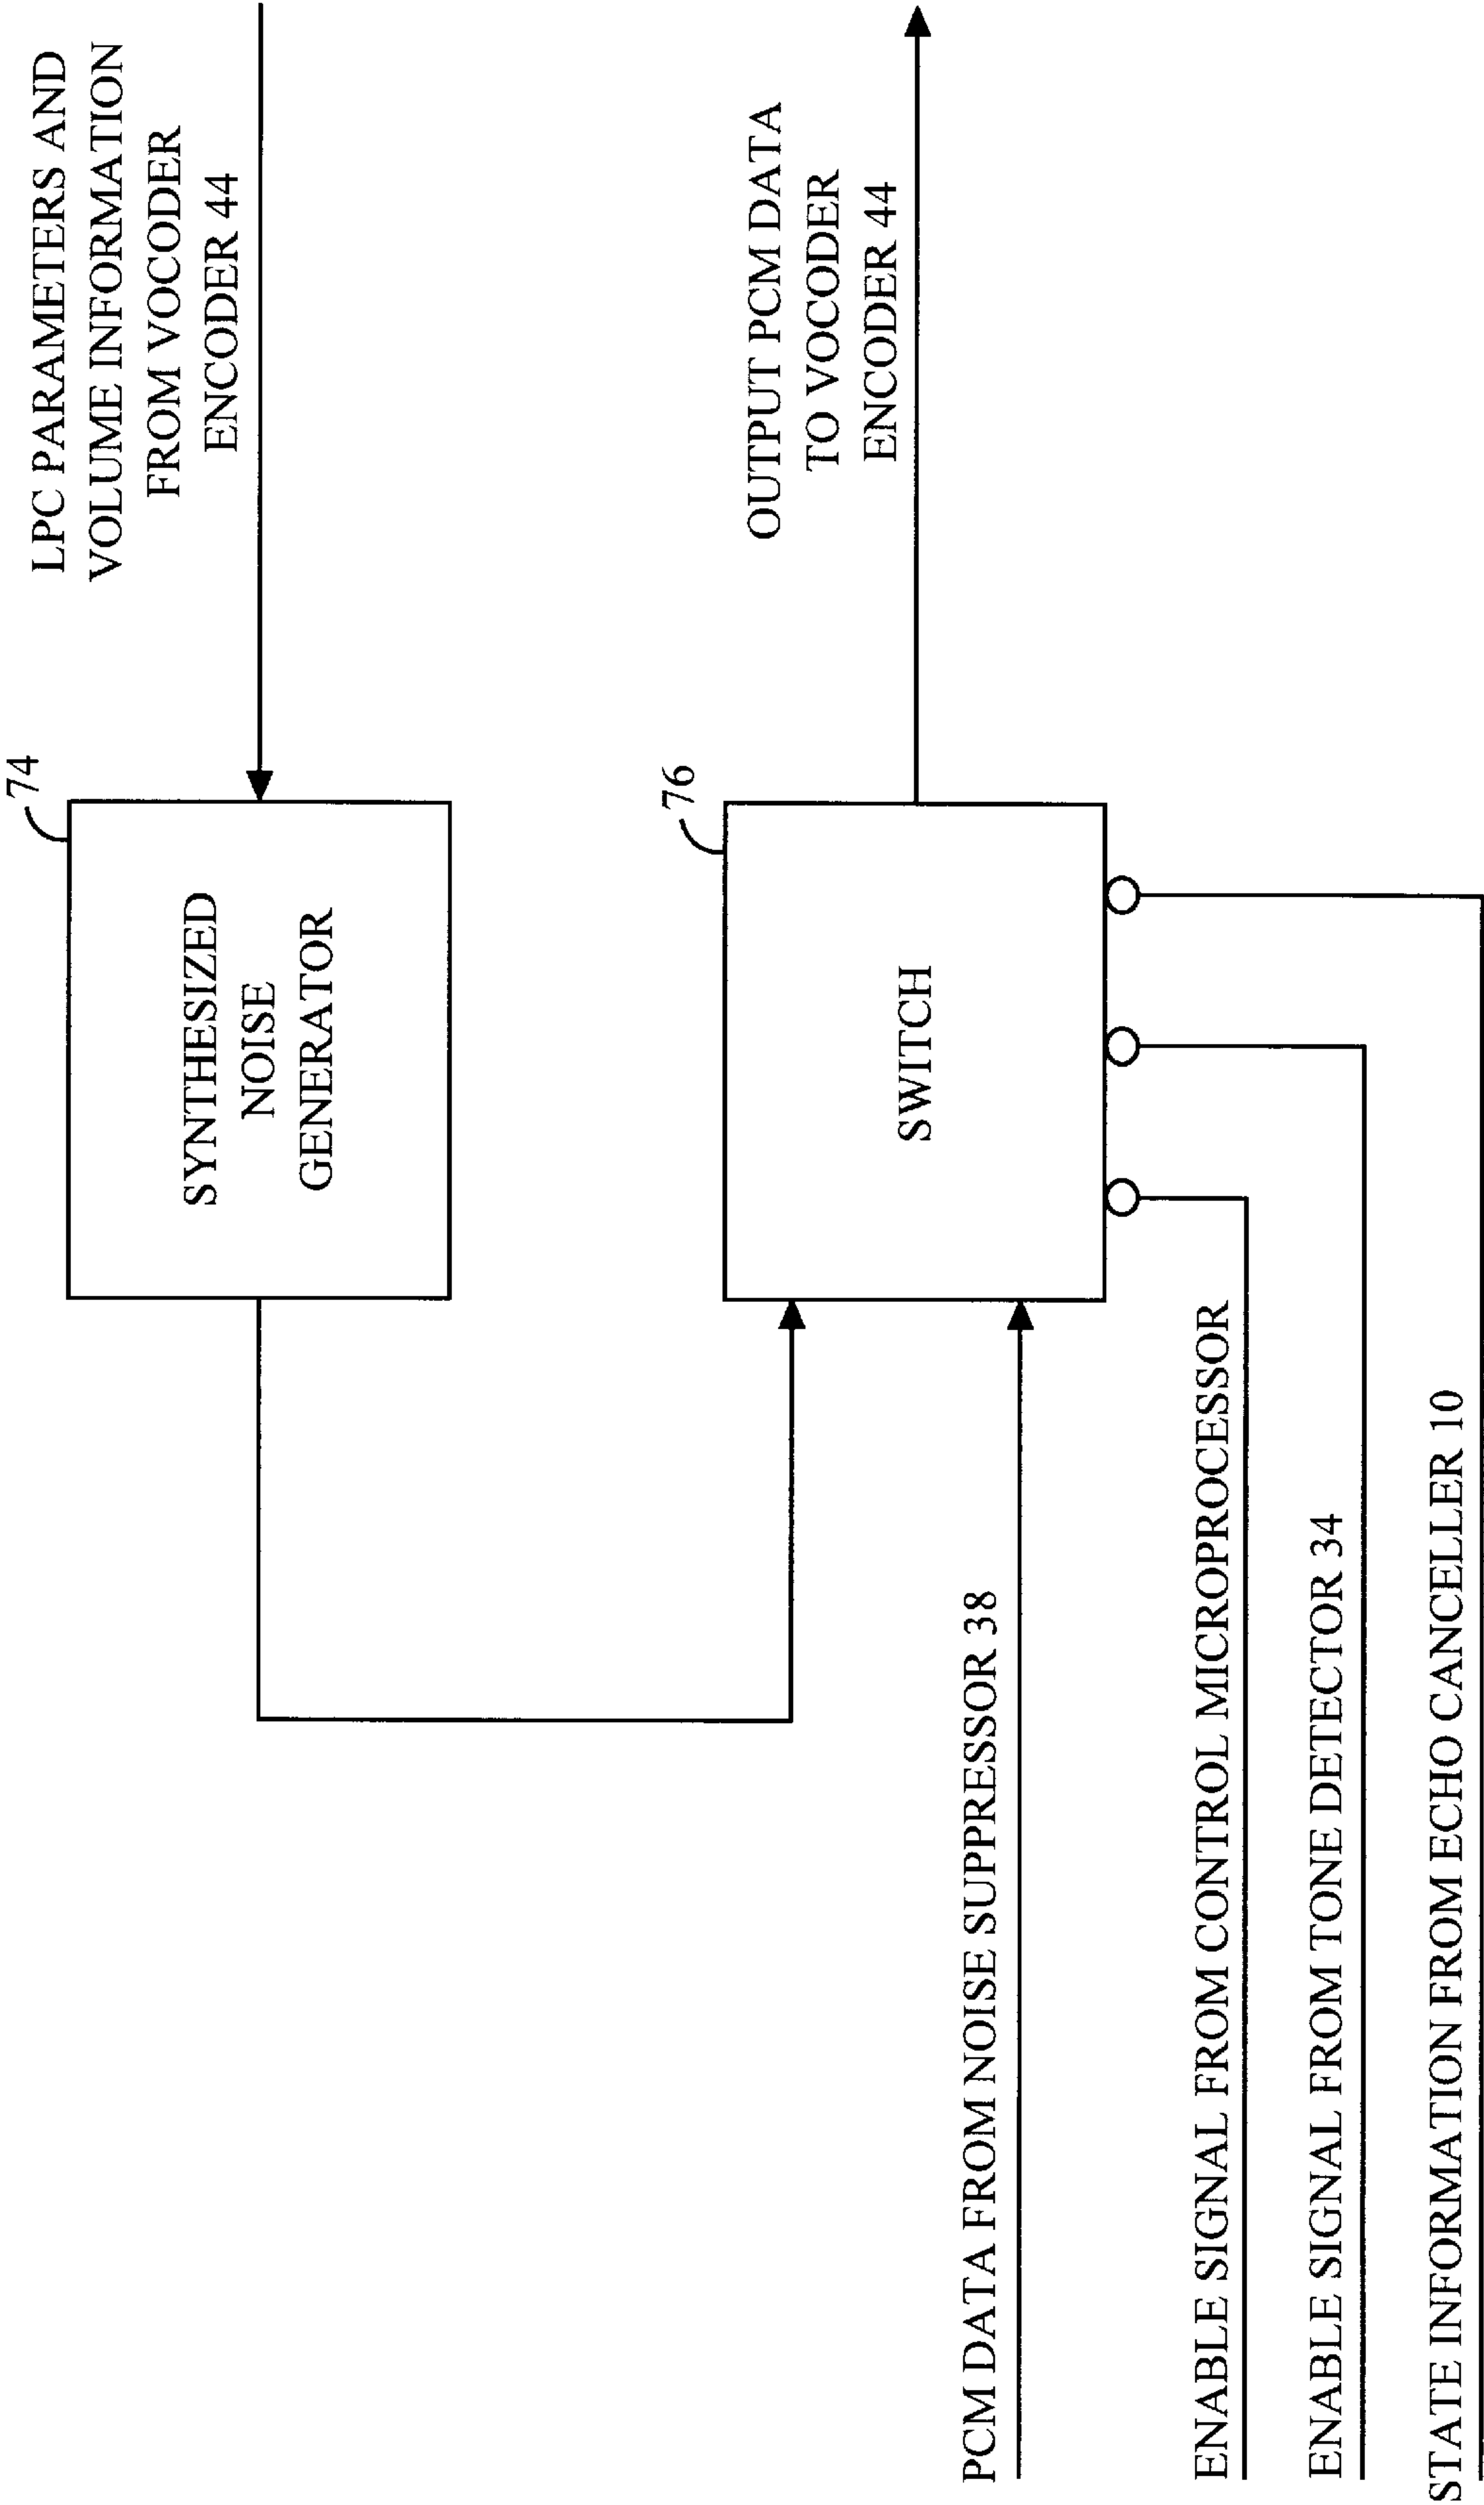 74
SYNTHESIZED
NOISE
GENERATOR
LPC PARAMETERS AND
VOLUME INFORMATION
FROM VOCODER
ENCODER 44
76
SWITCH
OUTPUT PCM DATA
TO VOCODER
ENCODER 44
PCM DATA FROM NOISE SUPPRESSOR 38
ENABLE SIGNAL FROM CONTROL MICROPROCESSOR
ENABLE SIGNAL FROM TONE DETECTOR 34
STATE INFORMATION FROM ECHO CANCELLER 10